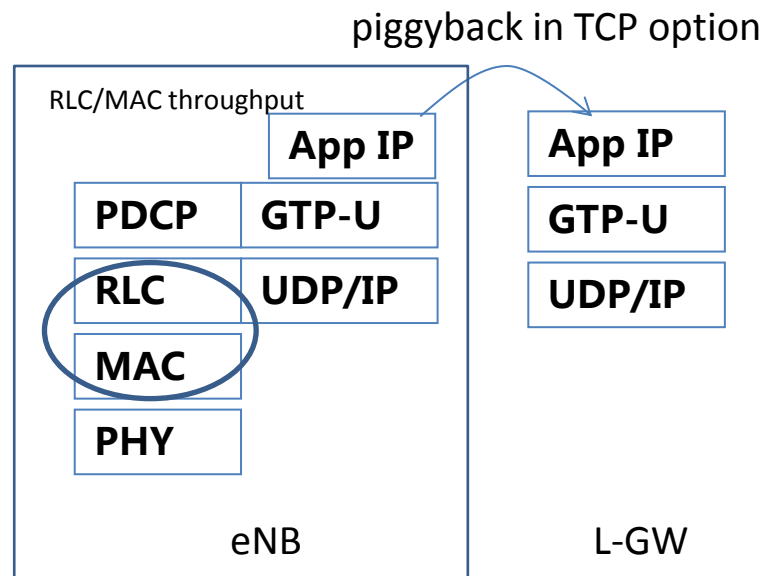 piggyback in TCP option
RLC/MAC throughput
App IP
App IP
PDCP
GTP-U
GTP-U
RLC
UDP/IP
UDP/IP
MAC
PHY
eNB
L-GW